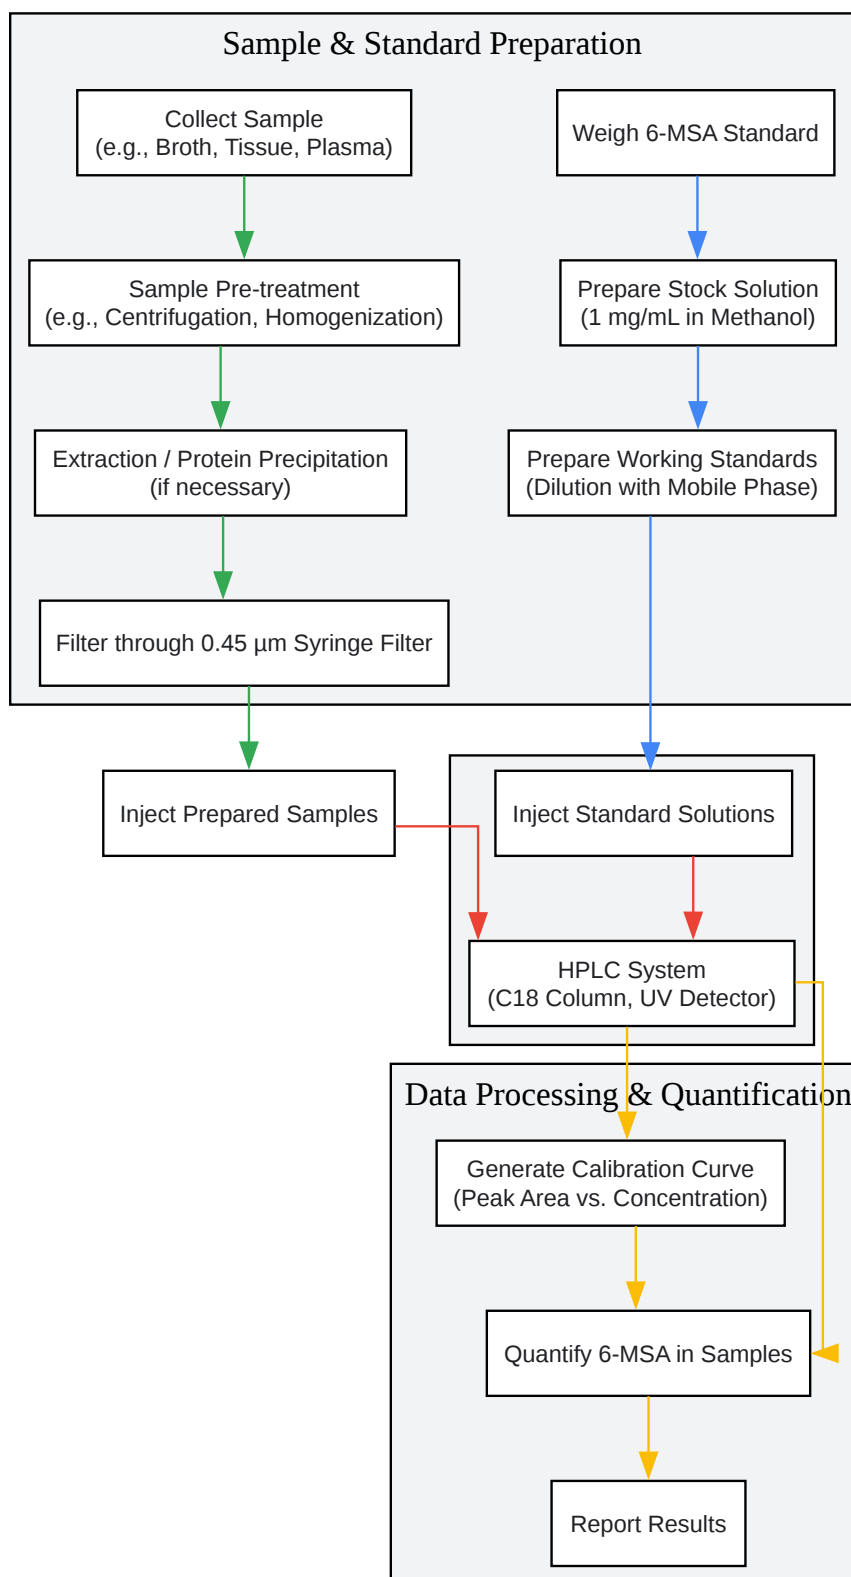 Sample & Standard Preparation
Collect Sample
(e.g., Broth, Tissue, Plasma)
Weigh 6-MSA Standard
Sample Pre-treatment
(e.g., Centrifugation, Homogenization)
Prepare Stock Solution
(1 mg/mL in Methanol)
Extraction / Protein Precipitation
(if necessary)
Prepare Working Standards
(Dilution with Mobile Phase)
Filter through 0.45 µm Syringe Filter
Inject Prepared Samples
Inject Standard Solutions
HPLC System
(C18 Column, UV Detector)
Data Processing & Quantification
Generate Calibration Curve
(Peak Area vs. Concentration)
Quantify 6-MSA in Samples
Report Results